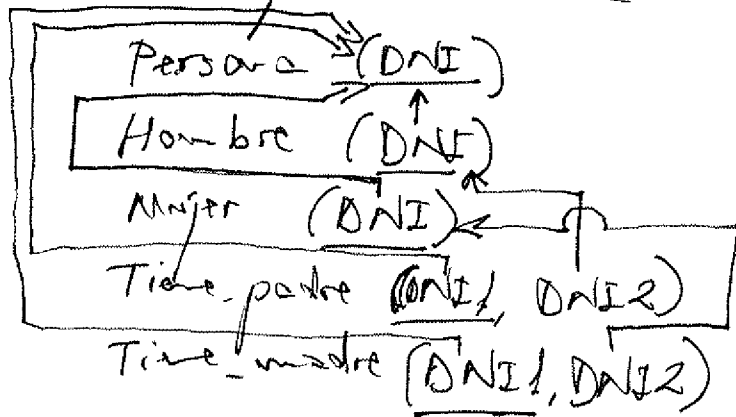 Persona (DNI)
Hombre (DNI)
Mujer (DNI)
Tiene_padre (DNI1, DNI2)
Tiene_madre (DNI1, DNI2)